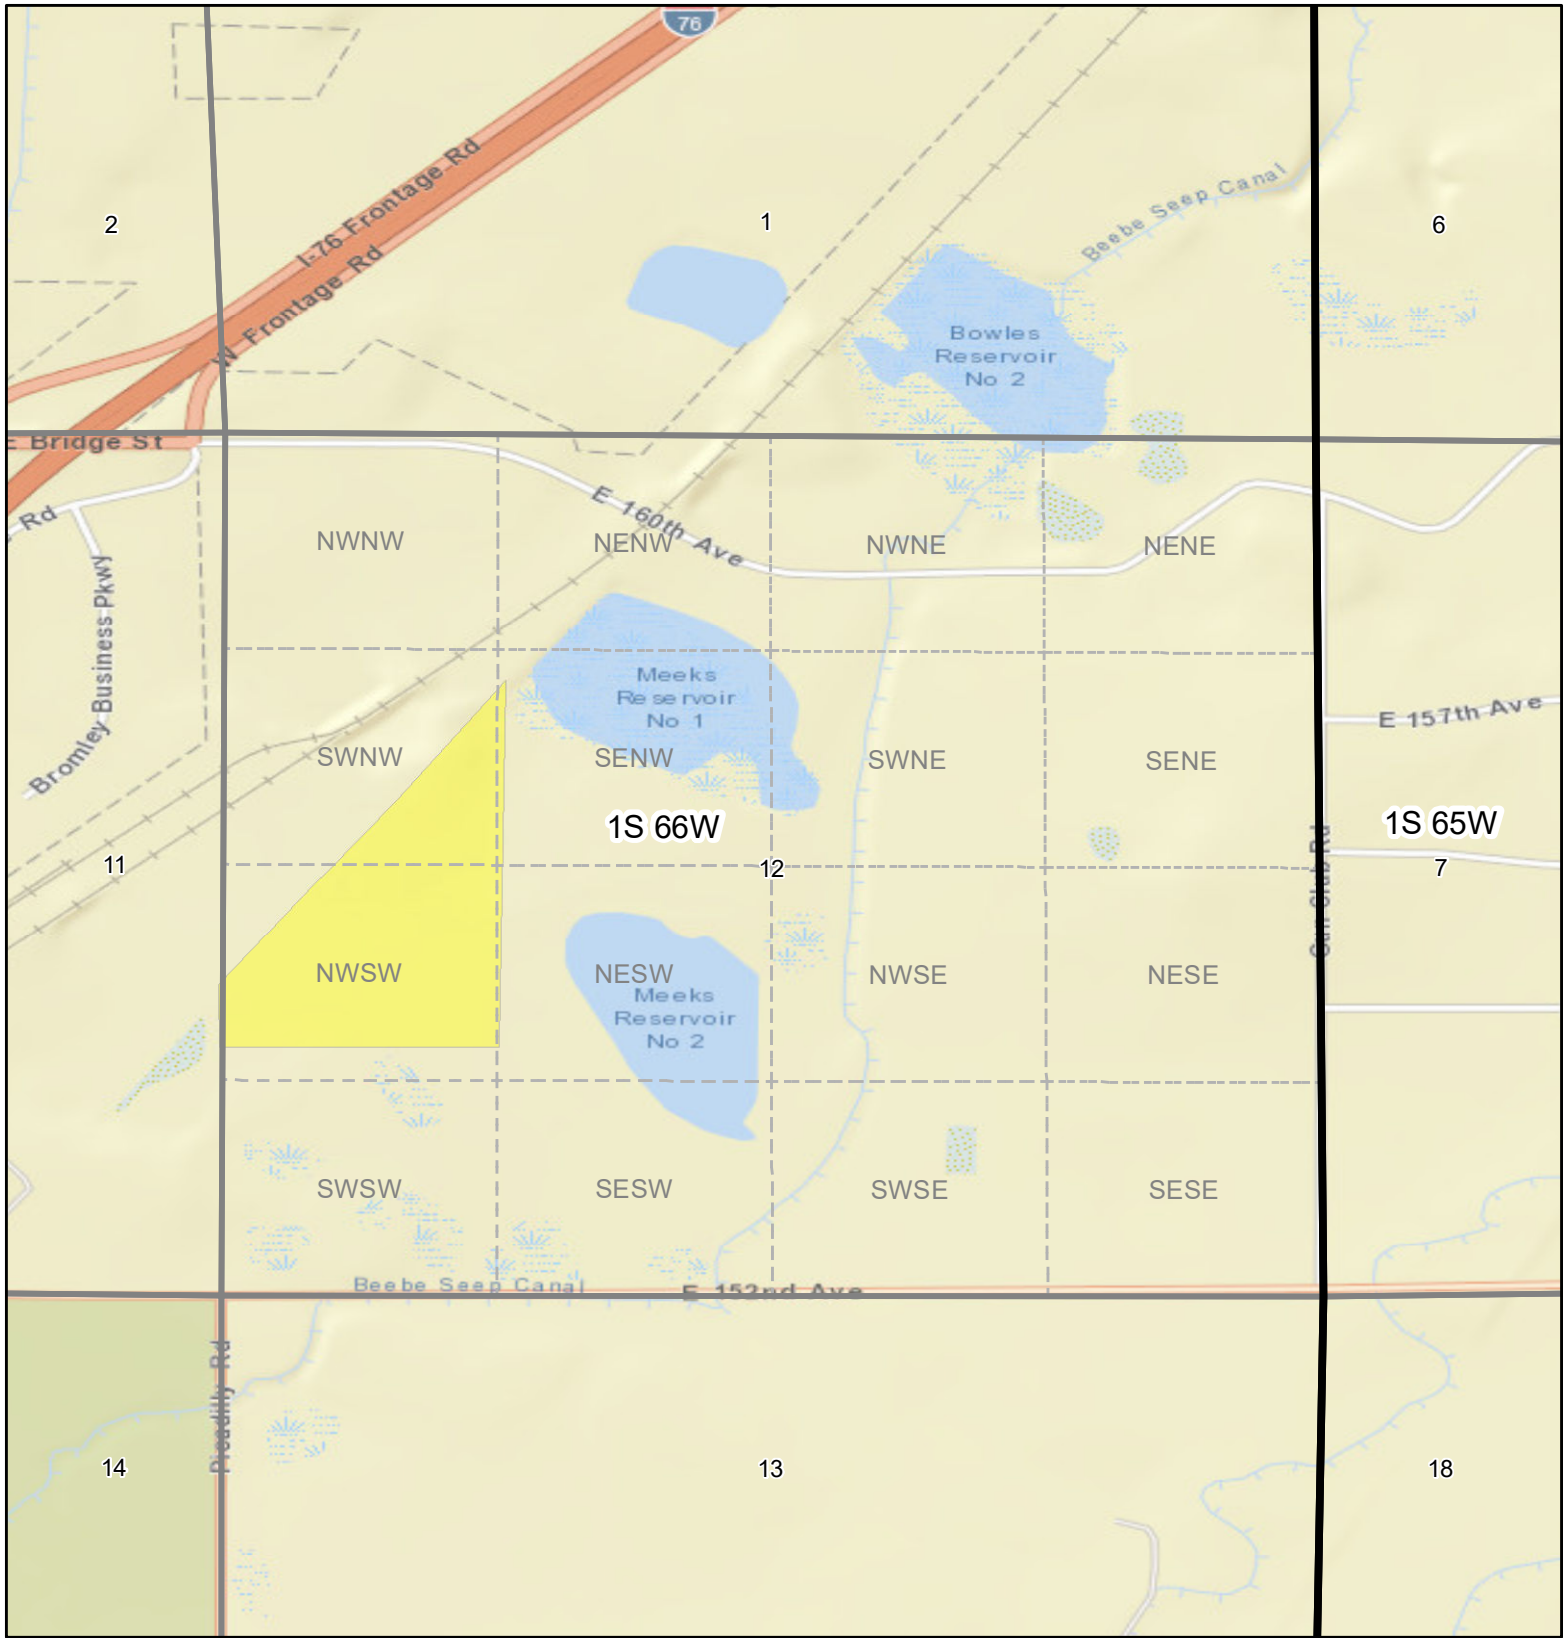 76
I-76 Frontage Rd
W Frontage Rd
2
1
6
Beebe Seep Canal
Bowles
Reservoir
No 2
E Bridge St
E 160th Ave
Rd
NWNW
NENW
NWNE
NENE
Bromley Business Pkwy
Meeks
Reservoir
No 1
SWNW
SENW
SWNE
SENE
E 157th Ave
1S 66W
1S 65W
11
12
7
Gun Club Rd
NWSW
NESW
NWSE
NESE
Meeks
Reservoir
No 2
SWSW
SESW
SWSE
SESE
Beebe Seep Canal
E 152nd Ave
Picadilly Rd
14
13
18